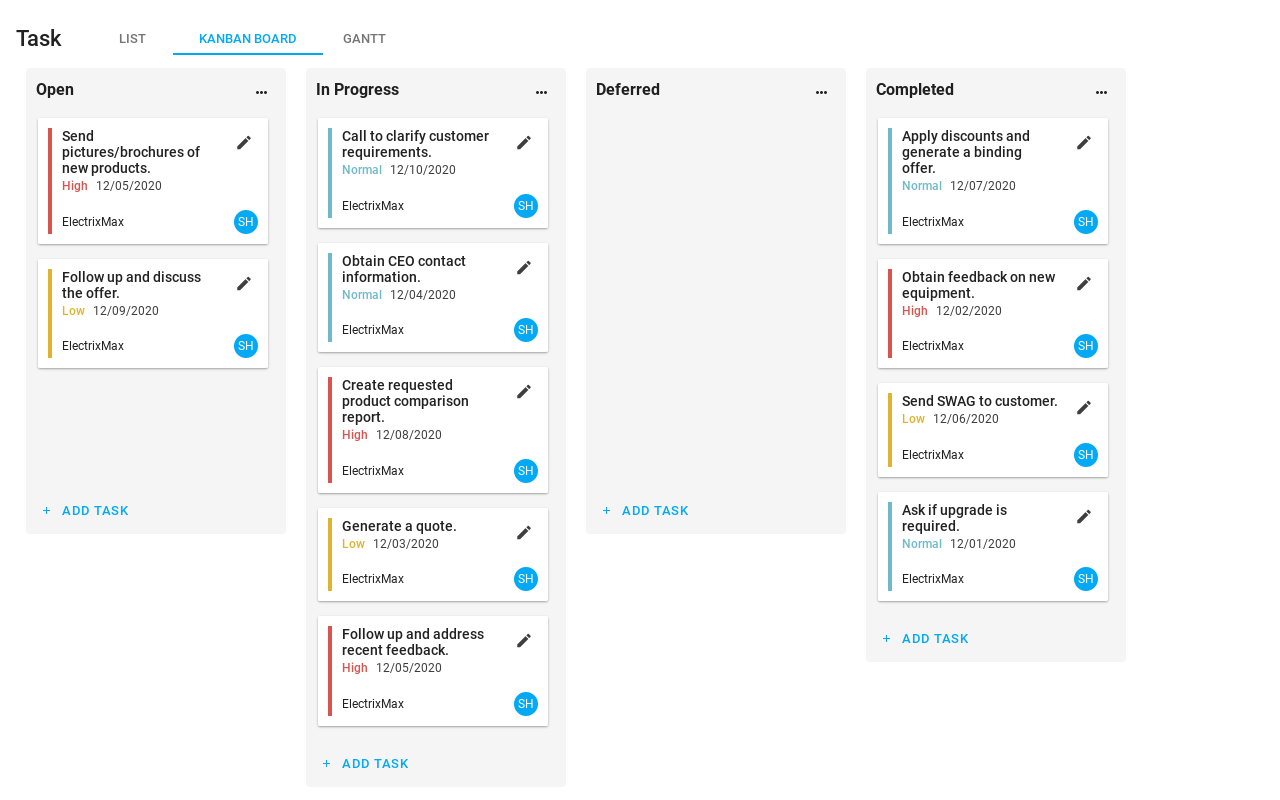 Task
LIST
KANBAN BOARD
GANTT
Open
Send
pictures/brochures of
new products.
High 12/05/2020
ElectrixMax
SH
Follow up and discuss
the offer.
Low 12/09/2020
ElectrixMax
SH
+ ADD TASK
In Progress
Call to clarify customer
requirements.
Normal 12/10/2020
ElectrixMax
SH
Obtain CEO contact
information.
Normal 12/04/2020
ElectrixMax
SH
Create requested
product comparison
report.
High 12/08/2020
ElectrixMax
SH
Generate a quote.
Low 12/03/2020
ElectrixMax
SH
Follow up and address
recent feedback.
High 12/05/2020
ElectrixMax
SH
+ ADD TASK
Deferred
+ ADD TASK
Completed
Apply discounts and
generate a binding
offer.
Normal 12/07/2020
ElectrixMax
SH
Obtain feedback on new
equipment.
High 12/02/2020
ElectrixMax
SH
Send SWAG to customer.
Low 12/06/2020
ElectrixMax
SH
Ask if upgrade is
required.
Normal 12/01/2020
ElectrixMax
SH
+ ADD TASK